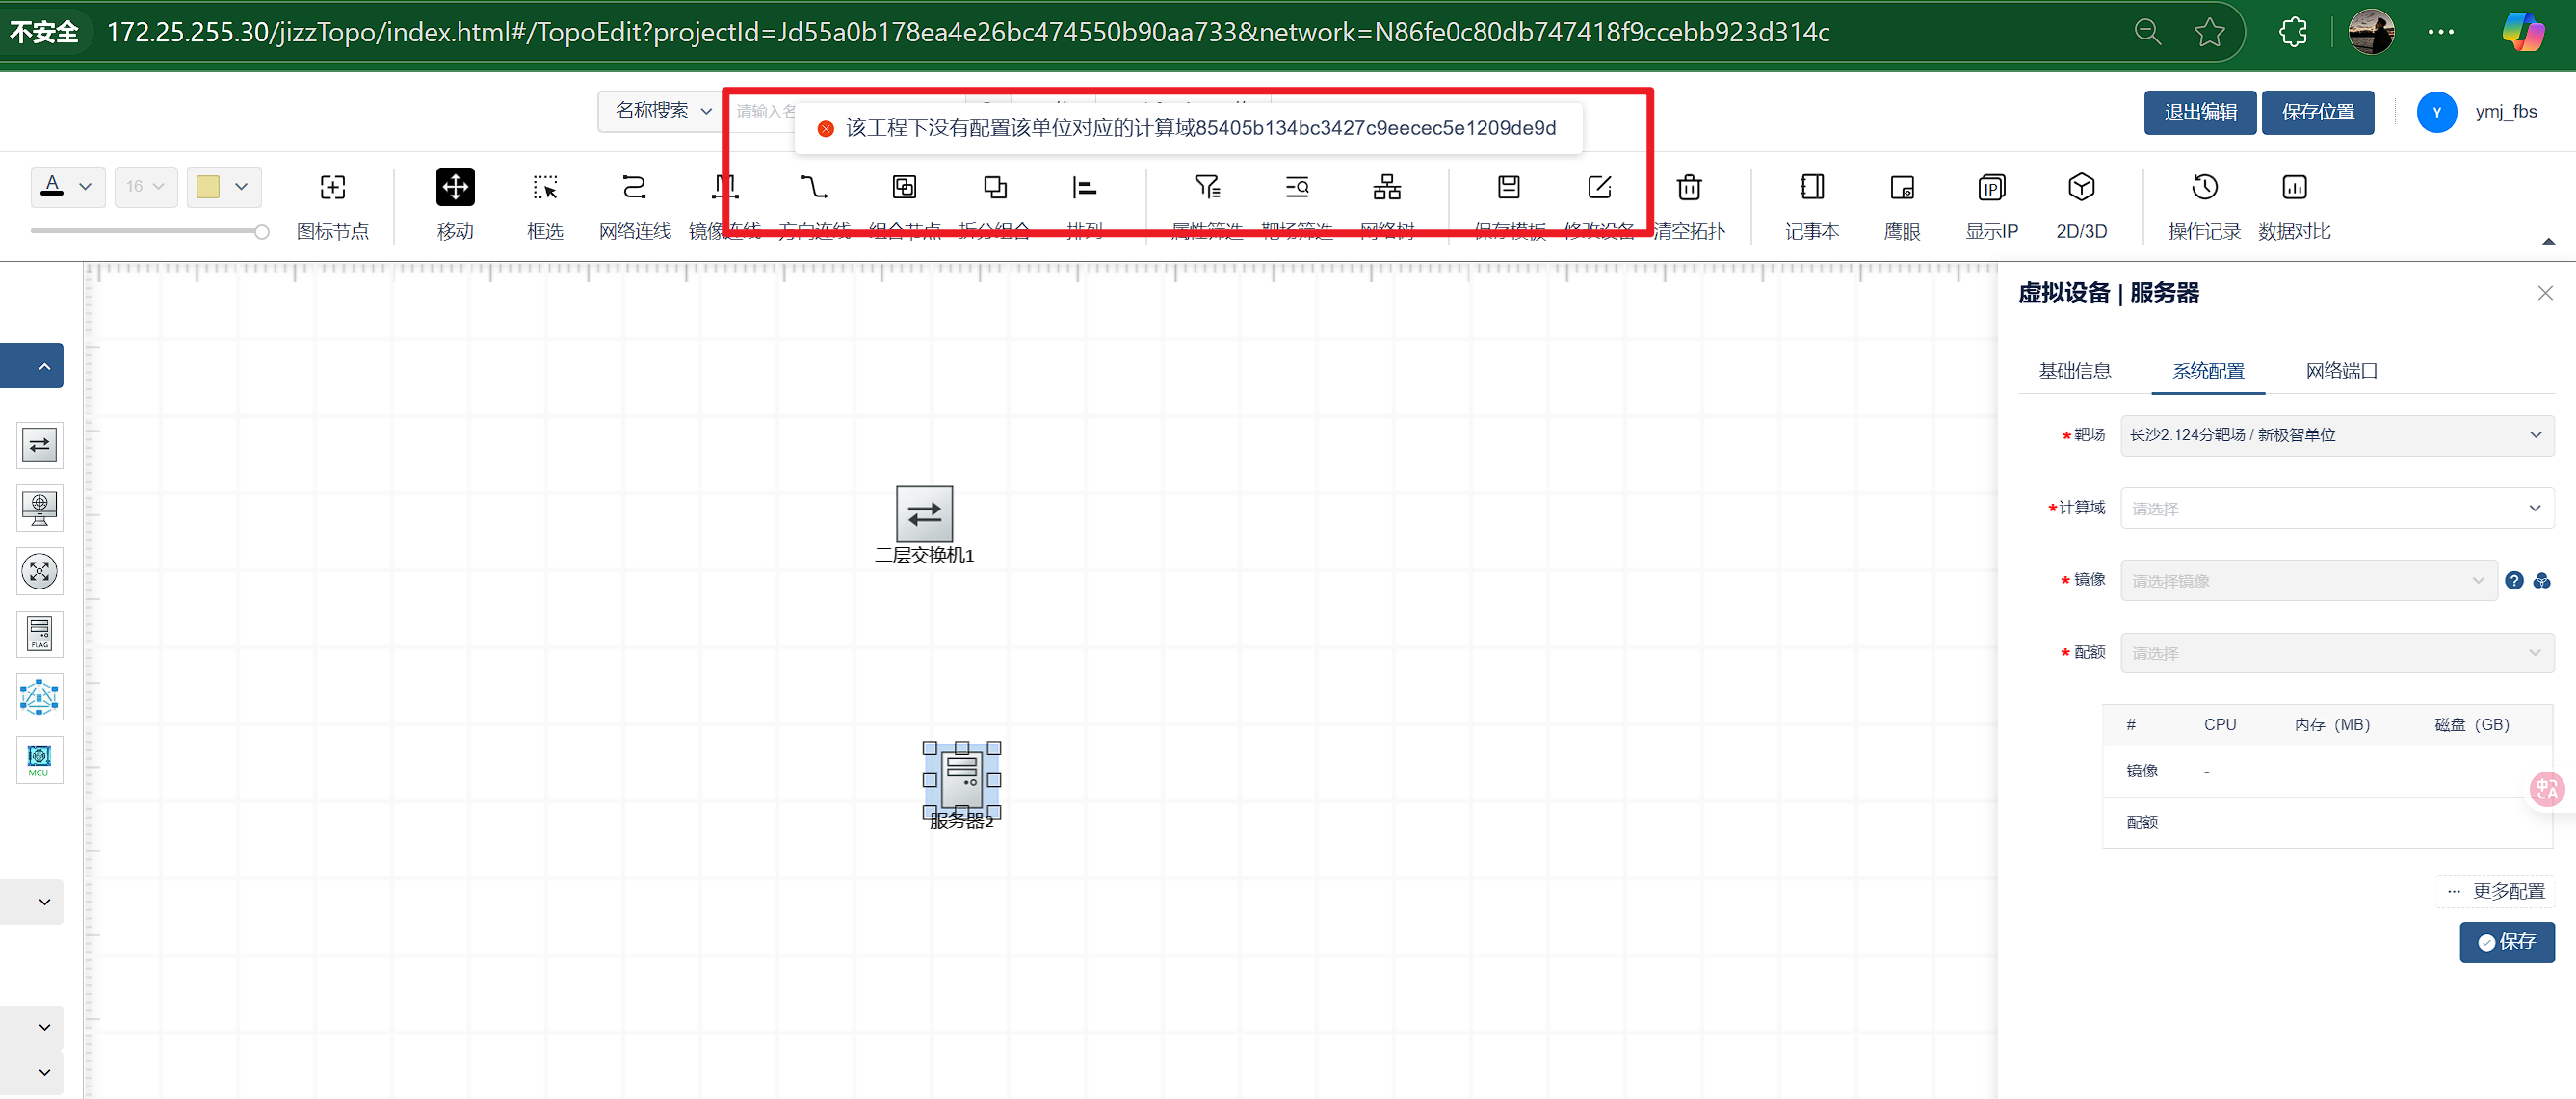 不安全 172.25.255.30/jizzTopo/index.html#/TopoEdit?projectId=Jd55a0b178ea4e26bc474550b90aa733&network=N86fe0c80db747418f9ccebb923d314c
名称搜索 请输入名
该工程下没有配置该单位对应的计算域85405b134bc3427c9eecec5e1209de9d
退出编辑 保存位置 Y ymj_fbs
A 16
图标节点 移动 框选 网络连线 镜像连线 方向连线 组合节点 拆分组合 排列 属性筛选 靶场筛选 网络树 保存模板 修改设备 清空拓扑 记事本 鹰眼 显示IP 2D/3D 操作记录 数据对比
IP
虚拟设备 | 服务器
基础信息 系统配置 网络端口
*靶场 长沙2.124分靶场 / 新极智单位
*计算域 请选择
*镜像 请选择镜像 ?
*配额 请选择
# CPU 内存（MB） 磁盘（GB）
镜像 -
配额
... 更多配置
保存
二层交换机1
服务器2
FLAG
MCU
中 A